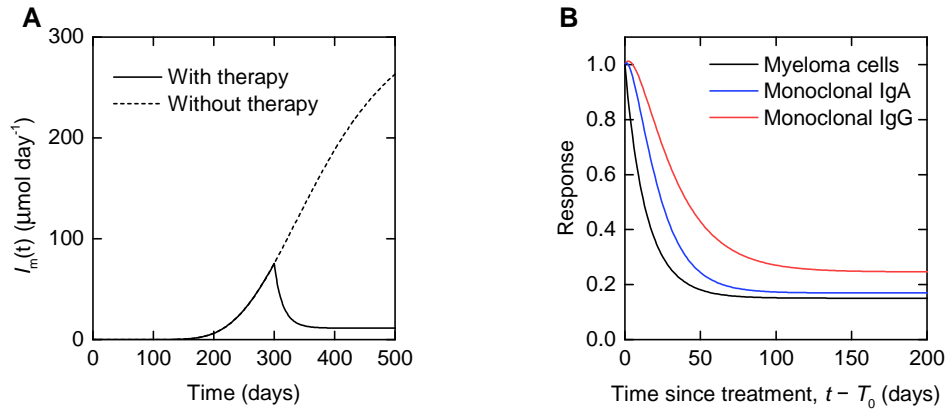 A
300
200
100
0
I_m(t) (μmol day⁻¹)
With therapy
Without therapy
0 100 200 300 400 500
Time (days)
B
1.0
0.8
0.6
0.4
0.2
0.0
Response
Myeloma cells
Monoclonal IgA
Monoclonal IgG
0 50 100 150 200
Time since treatment, t − T₀ (days)